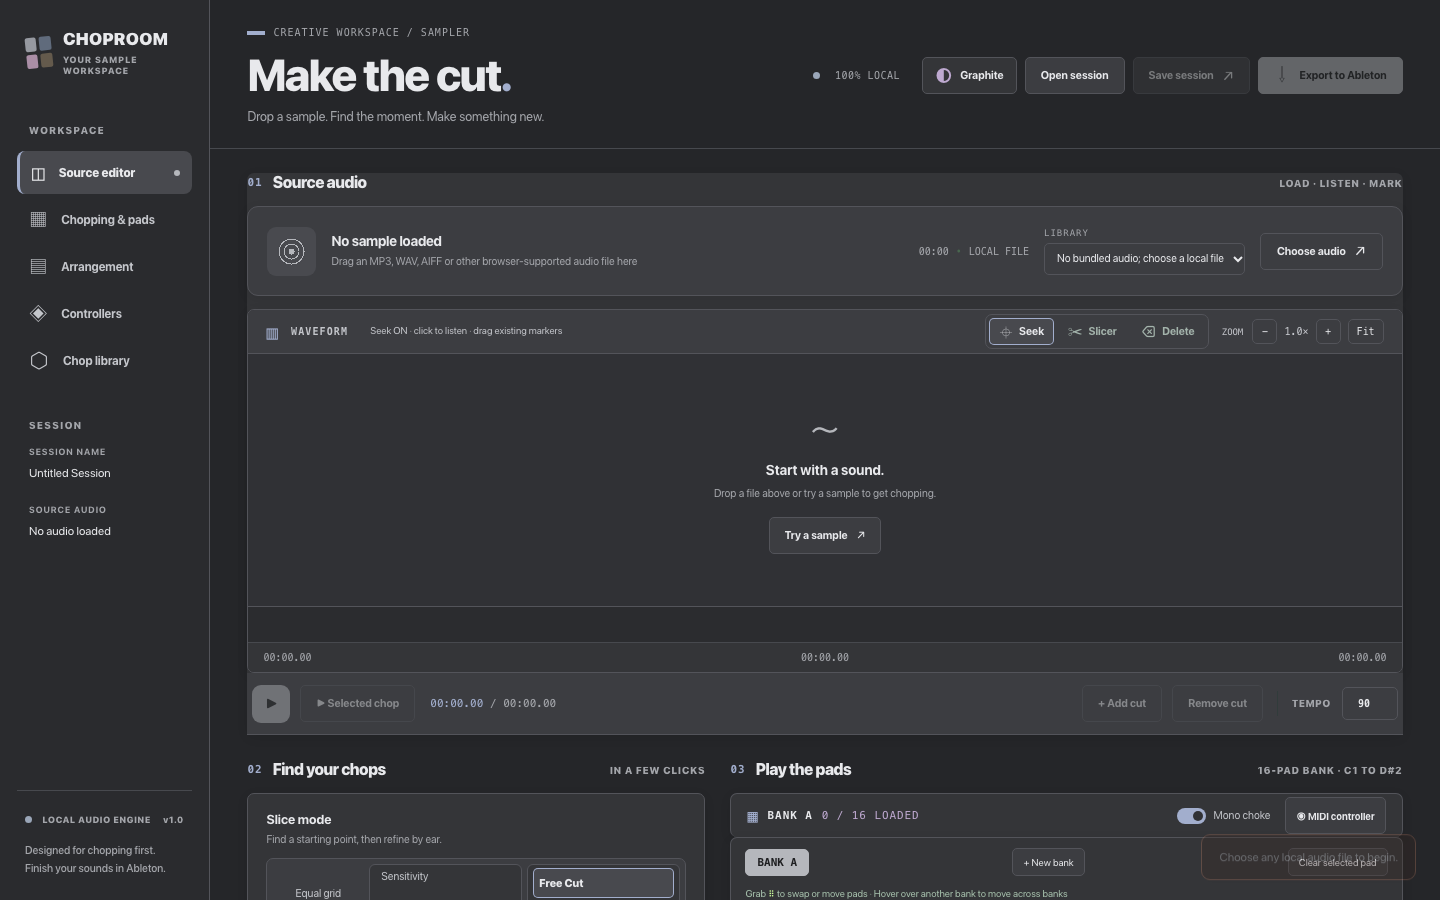 CHOPROOM
YOUR SAMPLE
WORKSPACE
WORKSPACE
Source editor
Chopping & pads
Arrangement
Controllers
Chop library
SESSION
SESSION NAME
Untitled Session
SOURCE AUDIO
No audio loaded
LOCAL AUDIO ENGINE v1.0
Designed for chopping first.
Finish your sounds in Ableton.
CREATIVE WORKSPACE / SAMPLER
Make the cut.
Drop a sample. Find the moment. Make something new.
100% LOCAL
Graphite
Open session
Save session ↗
Export to Ableton
01 Source audio
LOAD · LISTEN · MARK
No sample loaded
Drag an MP3, WAV, AIFF or other browser-supported audio file here
00:00 · LOCAL FILE
LIBRARY
No bundled audio; choose a local file
Choose audio ↗
WAVEFORM
Seek ON · click to listen · drag existing markers
Seek
Slicer
Delete
ZOOM − 1.0× + Fit
Start with a sound.
Drop a file above or try a sample to get chopping.
Try a sample ↗
00:00.00 00:00.00 00:00.00
▶ Selected chop
00:00.00 / 00:00.00
+ Add cut
Remove cut
TEMPO 90
02 Find your chops
IN A FEW CLICKS
Slice mode
Find a starting point, then refine by ear.
Equal grid
Sensitivity
Free Cut
03 Play the pads
16-PAD BANK · C1 TO D#2
BANK A 0 / 16 LOADED
Mono choke
◉ MIDI controller
BANK A
+ New bank
Clear selected pad
Choose any local audio file to begin.
Grab ⠿ to swap or move pads · Hover over another bank to move across banks